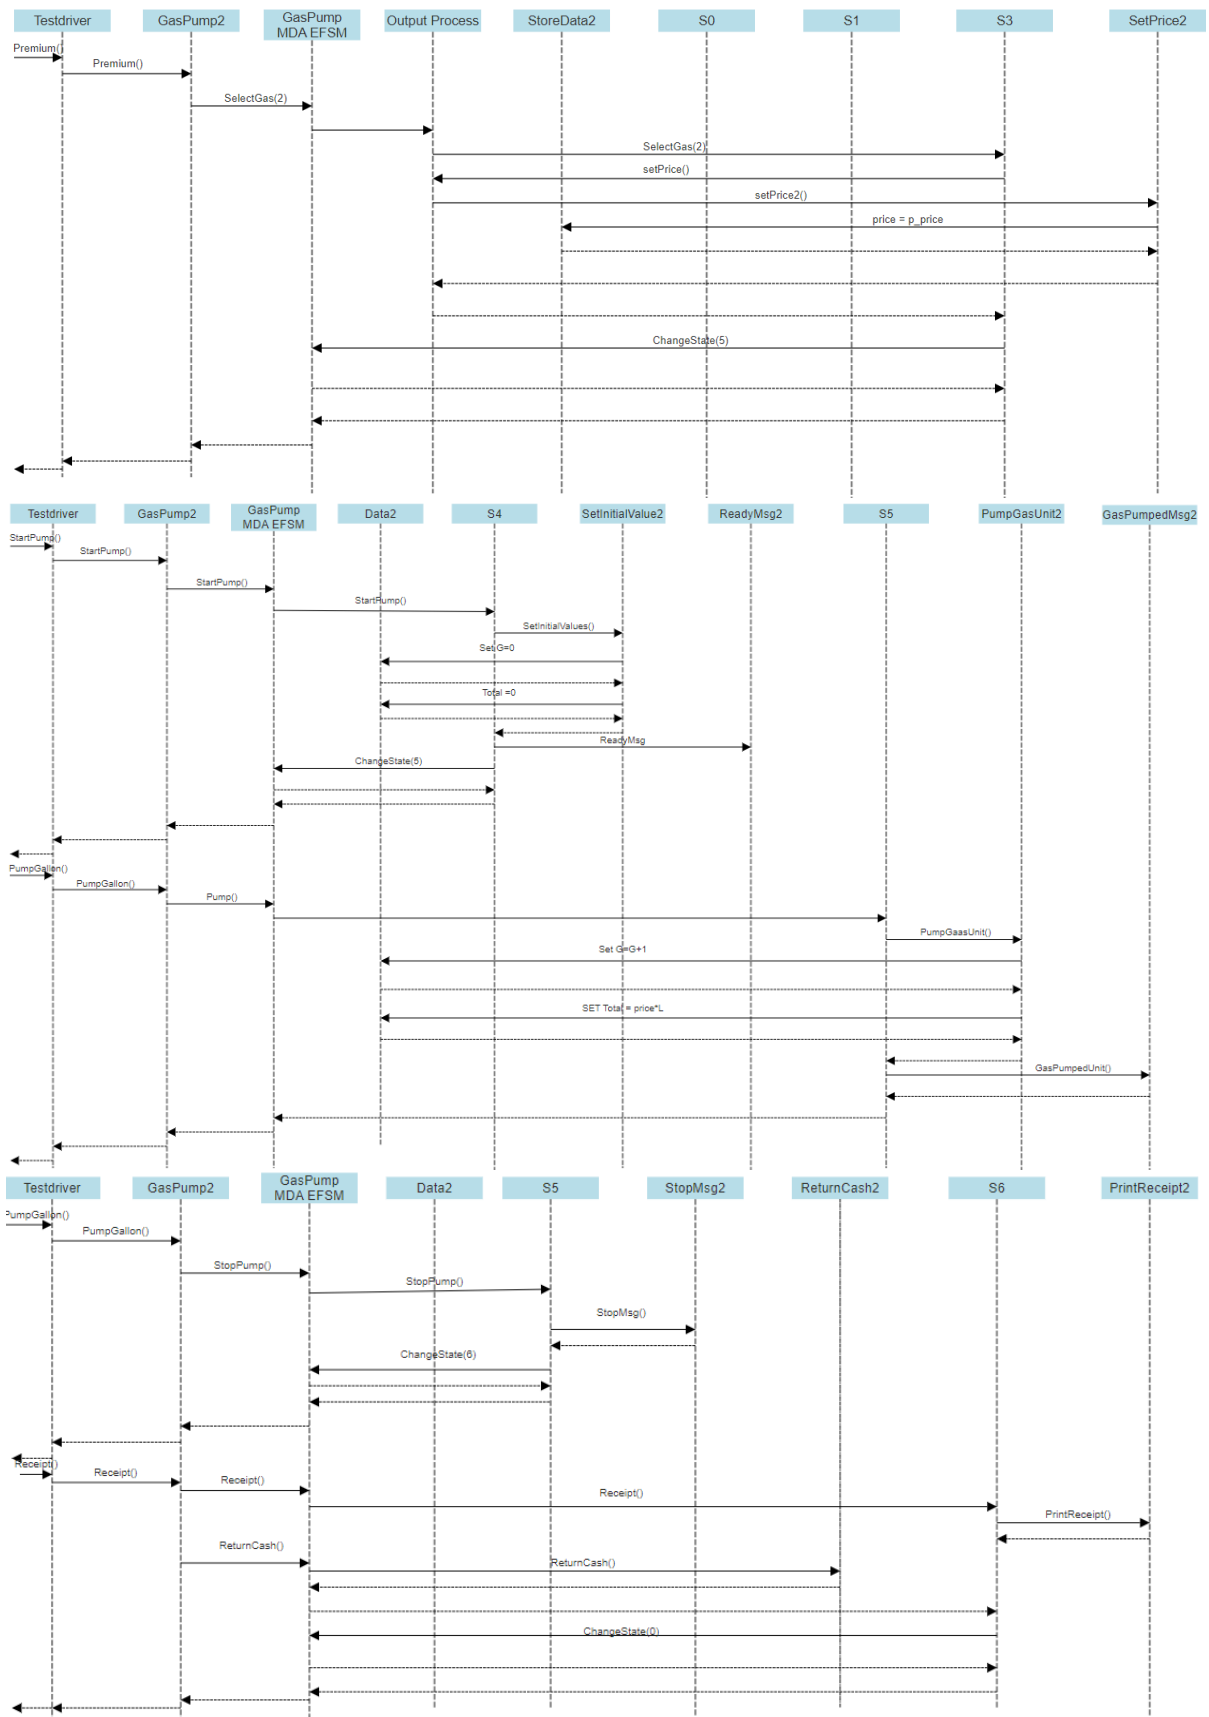 Testdriver
GasPump2
GasPump
MDA EFSM
Output Process
StoreData2
S0
S1
S3
SetPrice2
Premium()
Premium()
SelectGas(2)
SelectGas(2)
setPrice()
setPrice2()
price = p_price
ChangeState(5)
Testdriver
GasPump2
GasPump
MDA EFSM
Data2
S4
SetInitialValue2
ReadyMsg2
S5
PumpGasUnit2
GasPumpedMsg2
StartPump()
StartPump()
StartPump()
StartPump()
SetInitialValues()
Set G=0
Total =0
ReadyMsg
ChangeState(5)
PumpGallon()
PumpGallon()
Pump()
PumpGaasUnit()
Set G=G+1
SET Total = price*L
GasPumpedUnit()
Testdriver
GasPump2
GasPump
MDA EFSM
Data2
S5
StopMsg2
ReturnCash2
S6
PrintReceipt2
PumpGallon()
PumpGallon()
StopPump()
StopPump()
StopMsg()
ChangeState(6)
Receipt()
Receipt()
Receipt()
Receipt()
PrintReceipt()
ReturnCash()
ReturnCash()
ChangeState(0)